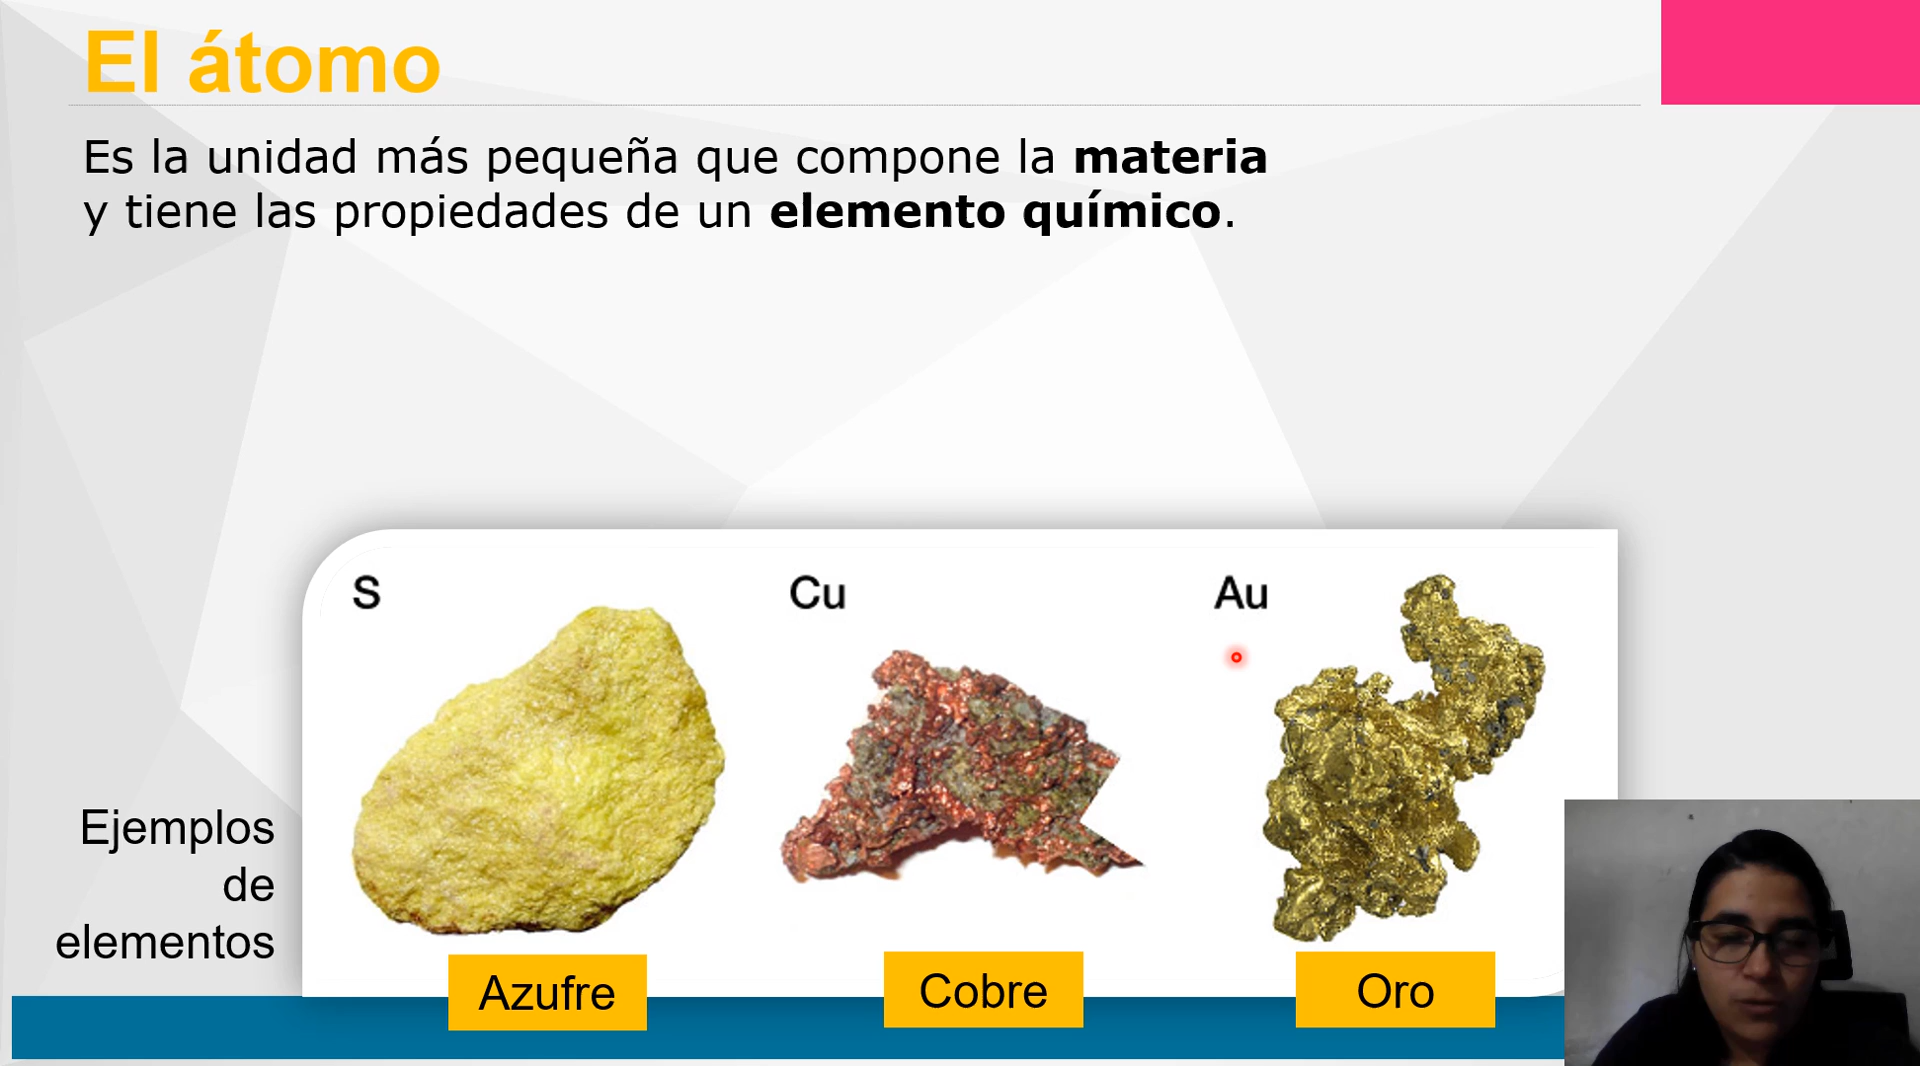 El átomo
Es la unidad más pequeña que compone la materia
y tiene las propiedades de un elemento químico.
S
Cu
Au
Ejemplos
de
elementos
Azufre
Cobre
Oro